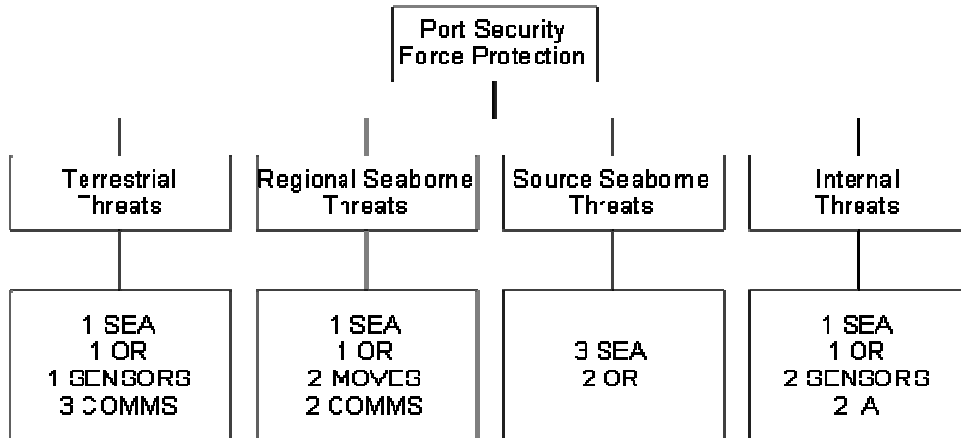 Port Security
Force Protection
Terrestrial
Threats
Regional Seaborne
Threats
Source Seaborne
Threats
Internal
Threats
1 SEA
1 OR
1 SENSORS
3 COMMS
1 SEA
1 OR
2 MOVES
2 COMMS
3 SEA
2 OR
1 SEA
1 OR
2 SENSORS
2 IA